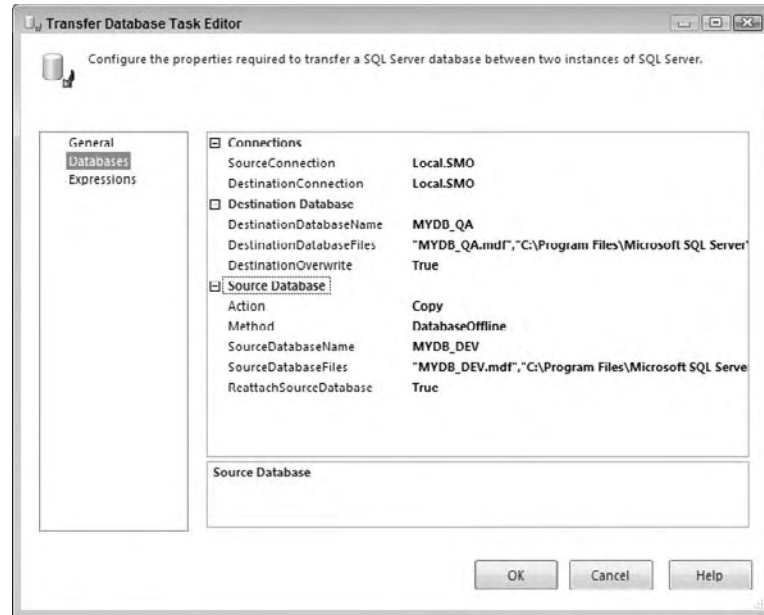 Transfer Database Task Editor
Configure the properties required to transfer a SQL Server database between two instances of SQL Server.
General
Databases
Expressions
Connections
SourceConnection Local.SMO
DestinationConnection Local.SMO
Destination Database
DestinationDatabaseName MYDB_QA
DestinationDatabaseFiles "MYDB_QA.mdf","C:\Program Files\Microsoft SQL Server'
DestinationOverwrite True
Source Database
Action Copy
Method DatabaseOffline
SourceDatabaseName MYDB_DEV
SourceDatabaseFiles "MYDB_DEV.mdf","C:\Program Files\Microsoft SQL Serve
ReattachSourceDatabase True
Source Database
OK Cancel Help